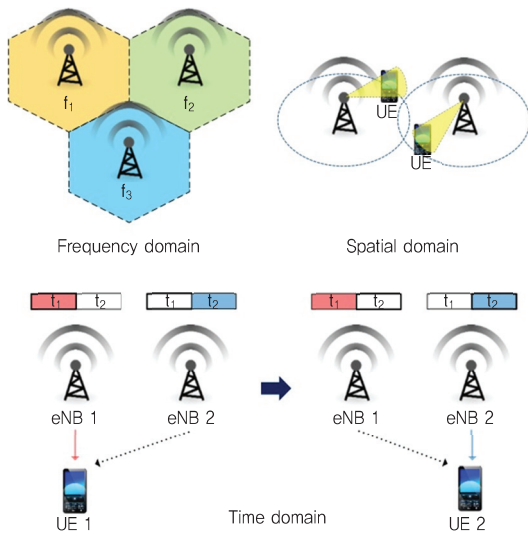 f₁
f₂
f₃
Frequency domain
UE
UE
Spatial domain
t₁ t₂
t₁ t₂
t₁ t₂
t₁ t₂
eNB 1
eNB 2
eNB 1
eNB 2
UE 1
Time domain
UE 2